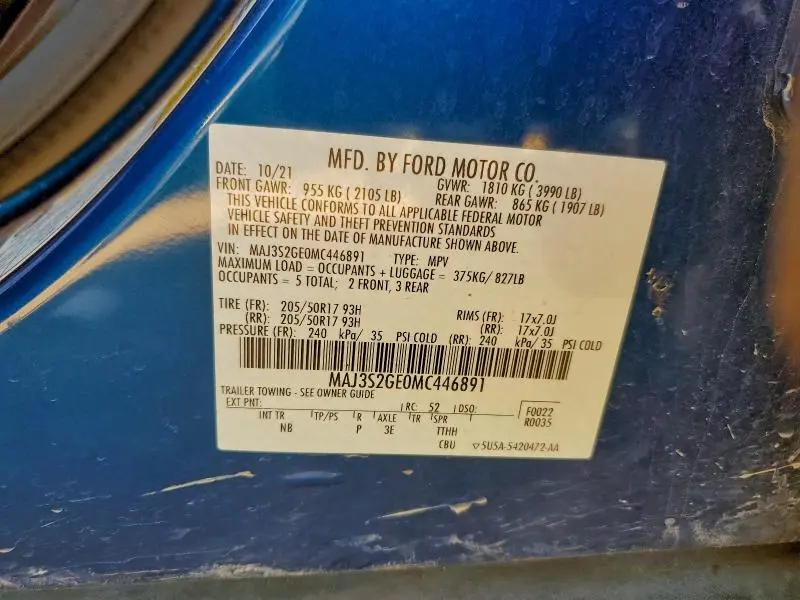 MFD. BY FORD MOTOR CO.
DATE: 10/21 GVWR: 1810 KG ( 3990 LB)
FRONT GAWR: 955 KG ( 2105 LB) REAR GAWR: 865 KG ( 1907 LB)
THIS VEHICLE CONFORMS TO ALL APPLICABLE FEDERAL MOTOR
VEHICLE SAFETY AND THEFT PREVENTION STANDARDS
IN EFFECT ON THE DATE OF MANUFACTURE SHOWN ABOVE.
VIN: MAJ3S2GE0MC446891 TYPE: MPV
MAXIMUM LOAD = OCCUPANTS + LUGGAGE = 375KG/ 827LB
OCCUPANTS = 5 TOTAL; 2 FRONT, 3 REAR
TIRE (FR): 205/50R17 93H RIMS (FR): 17x7.0J
(RR): 205/50R17 93H (RR): 17x7.0J
PRESSURE (FR): 240 kPa/ 35 PSI COLD (RR): 240 kPa/ 35 PSI COLD
MAJ3S2GE0MC446891
TRAILER TOWING - SEE OWNER GUIDE
EXT PNT: RC: 52 DSO: F0022
INT TR TP/PS R AXLE TR SPR R0035
NB P 3E TTHH
CBU 5U5A-5420472-AA